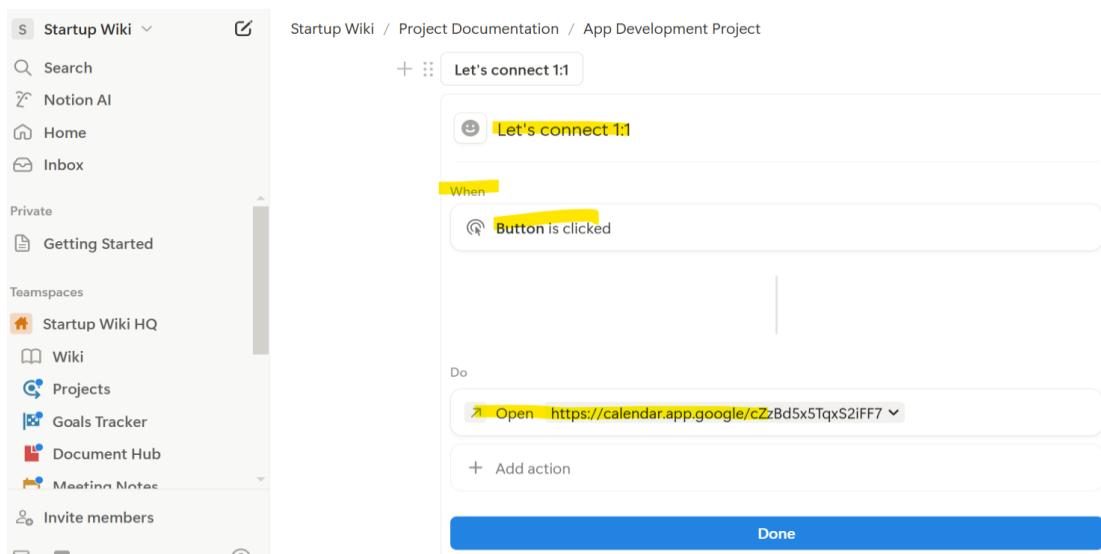 S Startup Wiki
Search
Notion AI
Home
Inbox
Private
Getting Started
Teamspaces
Startup Wiki HQ
Wiki
Projects
Goals Tracker
Document Hub
Meeting Notes
Invite members
Startup Wiki / Project Documentation / App Development Project
Let's connect 1:1
Let's connect 1:1
When
Button is clicked
Do
Open https://calendar.app.google/cZzBd5x5TqxS2iFF7
Add action
Done